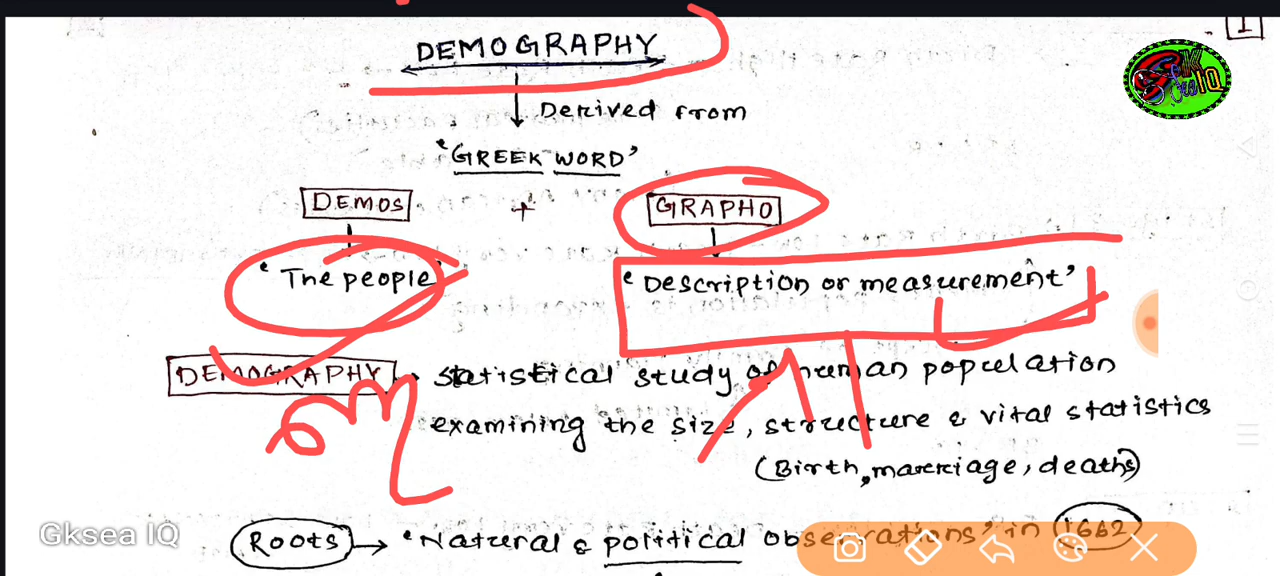 1
DEMOGRAPHY
Derived from
'GREEK WORD'
DEMOS + GRAPHO
'The people' 'Description or measurement'
DEMOGRAPHY statistical study of human population
examining the size, structure & vital statistics
(Birth, marriage, deaths)
Roots → 'Natural & political observations' in 1662
Gksea IQ